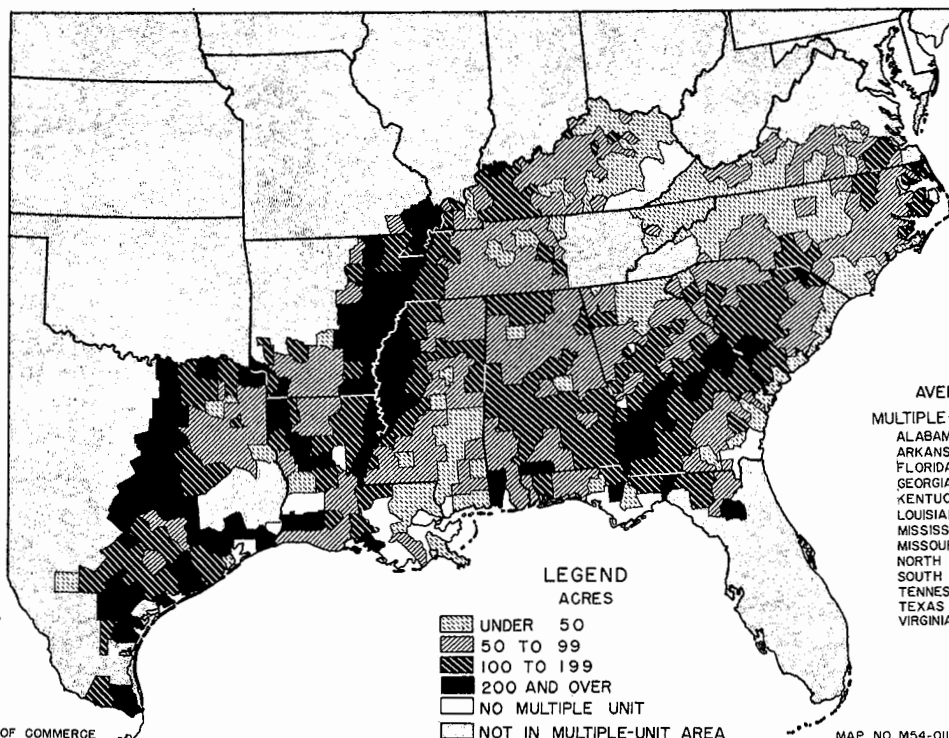 AVE
MULTIPLE-
ALABAM
ARKANS
FLORIDA
GEORGIA
KENTUC
LOUISIA
MISSISS
MISSOUR
NORTH
SOUTH
TENNES
TEXAS
VIRGINIA
LEGEND
ACRES
UNDER 50
50 TO 99
100 TO 199
200 AND OVER
NO MULTIPLE UNIT
NOT IN MULTIPLE-UNIT AREA
OF COMMERCE
MAP NO. M54-011